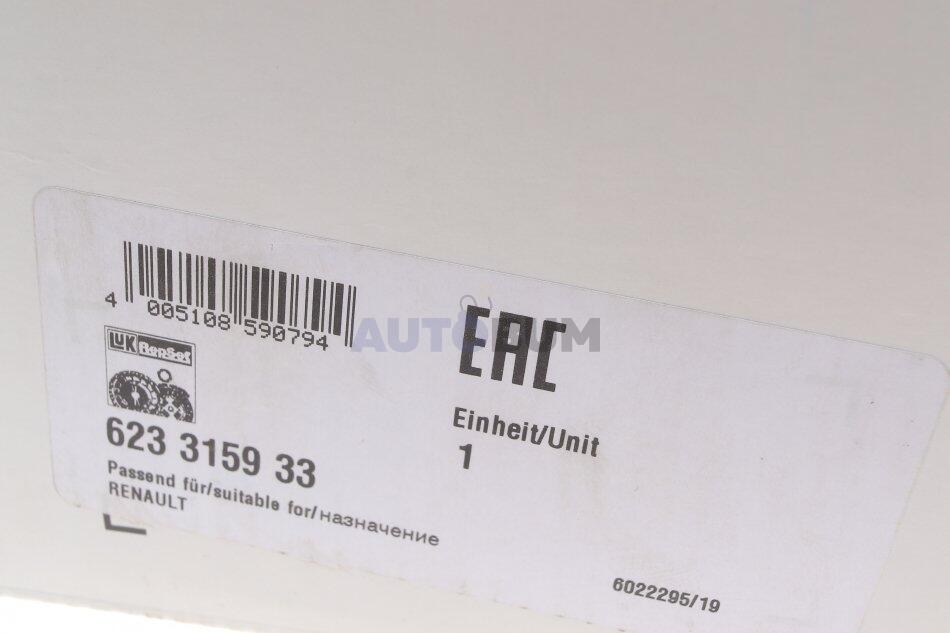 4 005108 590794
LuK RepSet
623 3159 33
Passend für/suitable for/назначение
RENAULT
EAC
Einheit/Unit
1
6022295/19
AUTODUM